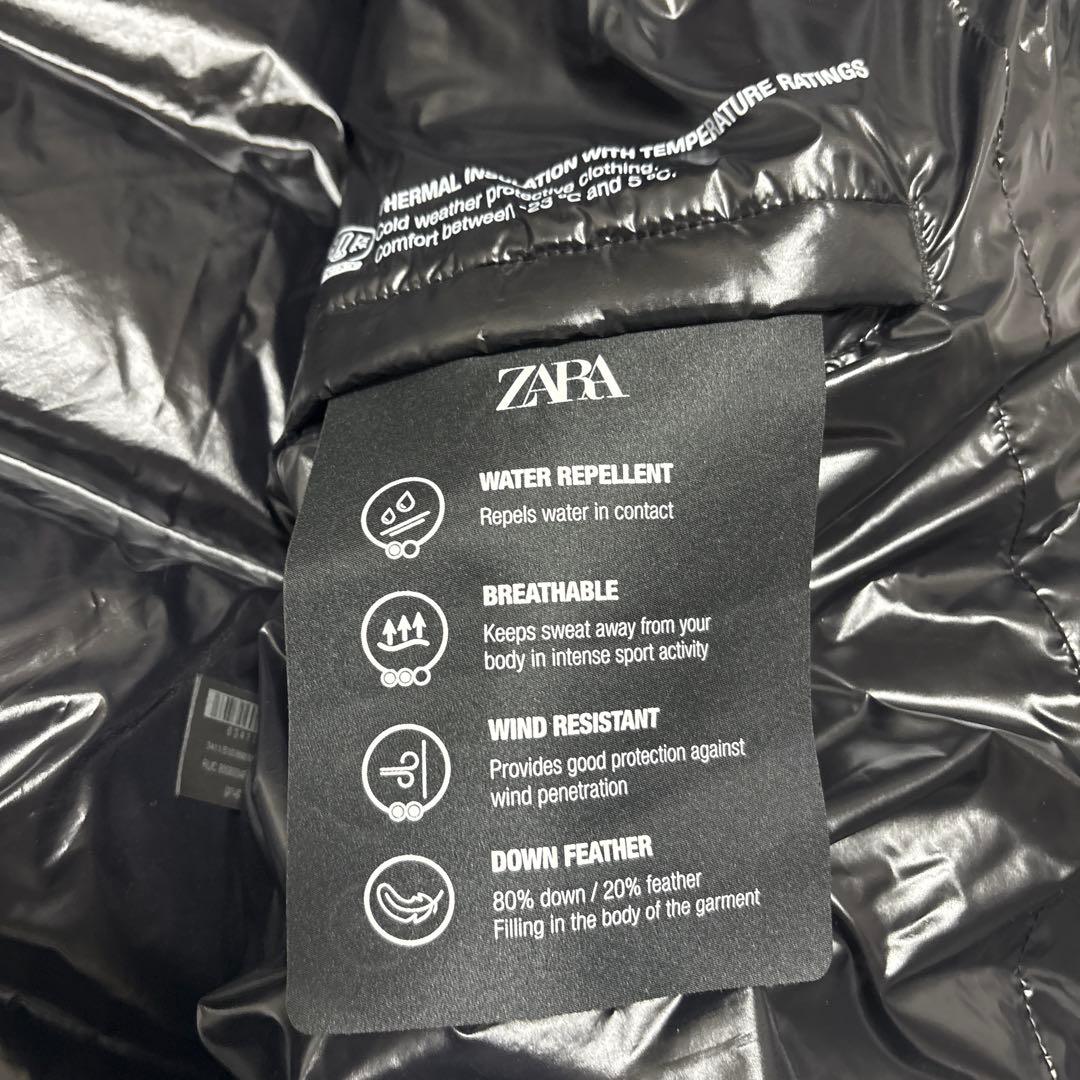 THERMAL INSULATION WITH TEMPERATURE RATINGS
cold weather protective clothing.
comfort between -23 ºC and 5 ºC.
ZARA
WATER REPELLENT
Repels water in contact
BREATHABLE
Keeps sweat away from your
body in intense sport activity
WIND RESISTANT
Provides good protection against
wind penetration
DOWN FEATHER
80% down / 20% feather
Filling in the body of the garment